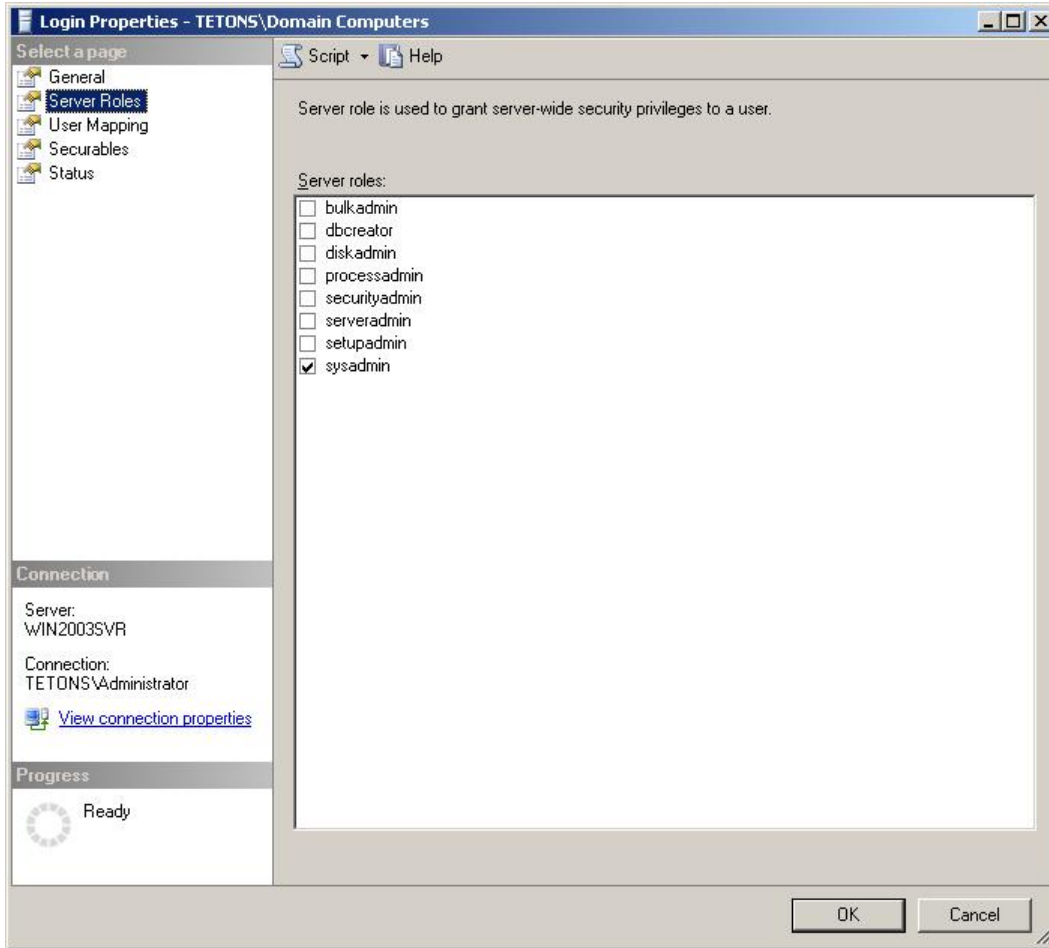 Login Properties - TETONS\Domain Computers
Select a page
General
Server Roles
User Mapping
Securables
Status
Script
Help
Server role is used to grant server-wide security privileges to a user.
Server roles:
bulkadmin
dbcreator
diskadmin
processadmin
securityadmin
serveradmin
setupadmin
sysadmin
Connection
Server:
WIN2003SVR
Connection:
TETONS\Administrator
View connection properties
Progress
Ready
OK
Cancel